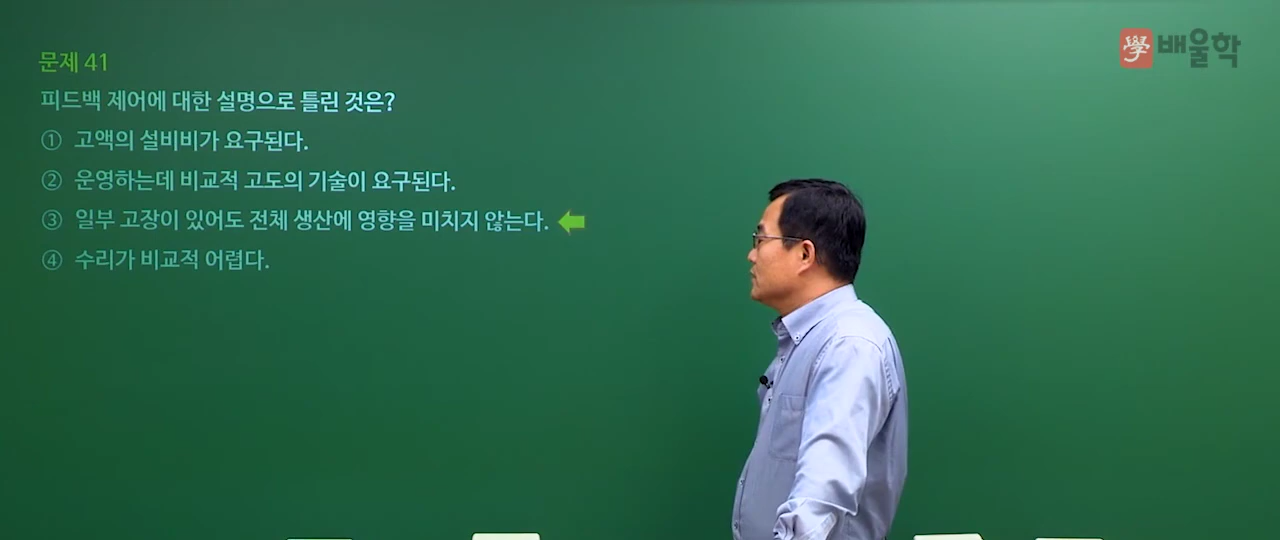 學 배울학
문제 41
피드백 제어에 대한 설명으로 틀린 것은?
① 고액의 설비비가 요구된다.
② 운영하는데 비교적 고도의 기술이 요구된다.
③ 일부 고장이 있어도 전체 생산에 영향을 미치지 않는다.
④ 수리가 비교적 어렵다.